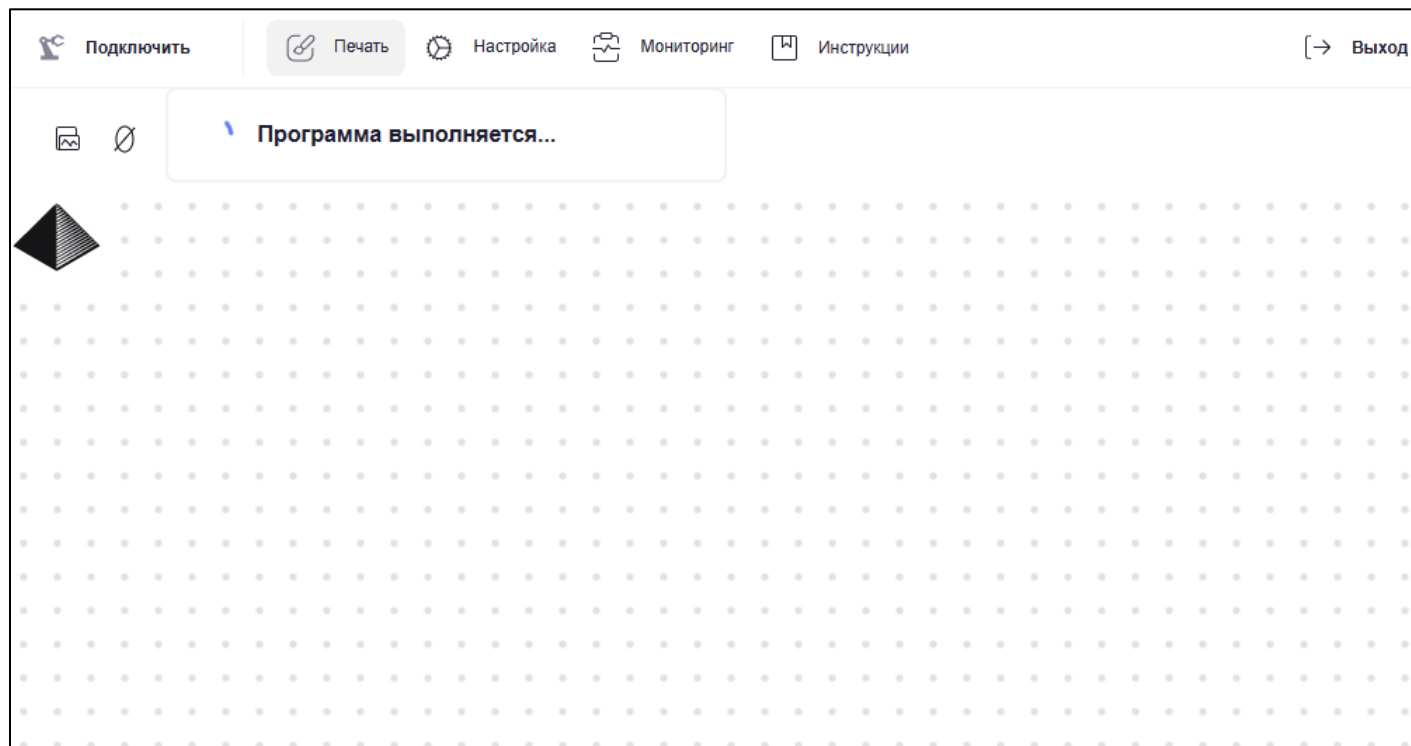 Подключить Печать Настройка Мониторинг Инструкции Выход
Программа выполняется...